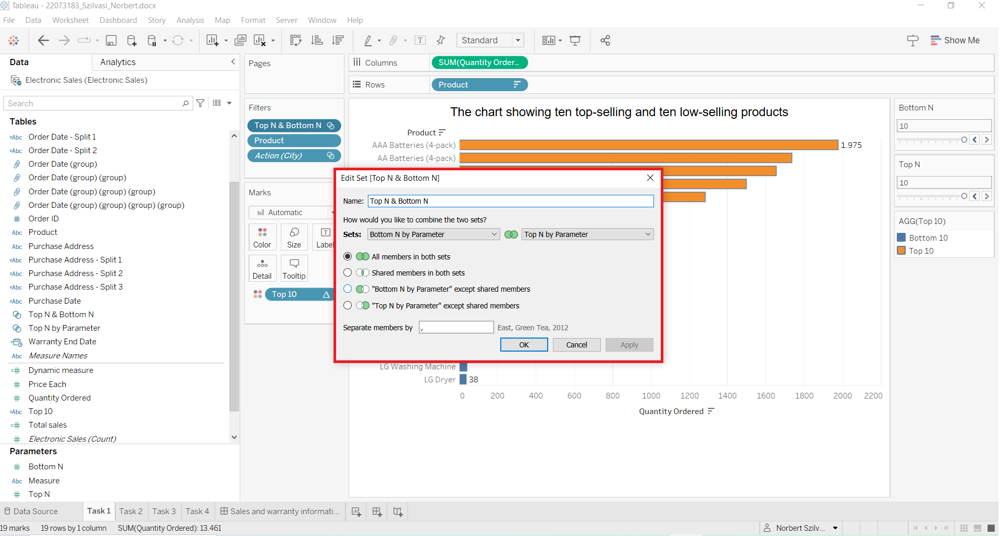 Tableau - 22073183_Szilvasi_Norbert.docx
File Data Worksheet Dashboard Story Analysis Map Format Server Window Help
Standard
Show Me
Data Analytics
Electronic Sales (Electronic Sales)
Search
Tables
=Abc Order Date - Split 1
=Abc Order Date - Split 2
Order Date (group)
Order Date (group) (group)
Order Date (group) (group) (group)
Order Date (group) (group) (group) (group)
# Order ID
Abc Product
Abc Purchase Address
=Abc Purchase Address - Split 1
=Abc Purchase Address - Split 2
=Abc Purchase Address - Split 3
=Abc Purchase Date
Top N & Bottom N
Top N by Parameter
Warranty End Date
Abc Measure Names
=# Dynamic measure
# Price Each
# Quantity Ordered
=Abc Top 10
=# Total sales
# Electronic Sales (Count)
Parameters
# Bottom N
Abc Measure
# Top N
Pages
Filters
Top N & Bottom N
Product
Action (City)
Marks
Automatic
Color Size Label
Detail Tooltip
Top 10
Columns SUM(Quantity Order..
Rows Product
The chart showing ten top-selling and ten low-selling products
Product
AAA Batteries (4-pack) 1.975
AA Batteries (4-pack)
Edit Set [Top N & Bottom N]
Name: Top N & Bottom N
How would you like to combine the two sets?
Sets: Bottom N by Parameter Top N by Parameter
All members in both sets
Shared members in both sets
"Bottom N by Parameter" except shared members
"Top N by Parameter" except shared members
Separate members by , East, Green Tea, 2012
OK Cancel Apply
LG Washing Machine
LG Dryer 38
0 200 400 600 800 1000 1200 1400 1600 1800 2000 2200
Quantity Ordered
Bottom N
10
Top N
10
AGG(Top 10)
Bottom 10
Top 10
Data Source Task 1 Task 2 Task 3 Task 4 Sales and warranty informati...
19 marks 19 rows by 1 column SUM(Quantity Ordered): 13.461 Norbert Szilv...